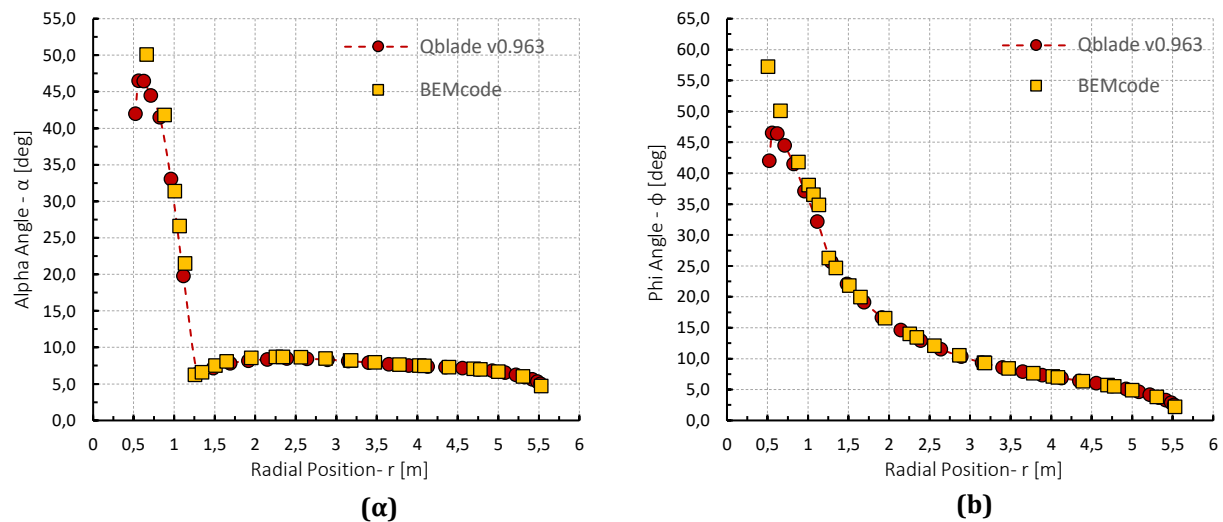 55,0
50,0
45,0
40,0
35,0
30,0
25,0
20,0
15,0
10,0
5,0
0,0
Alpha Angle - α [deg]
Qblade v0.963
BEMcode
0 0,5 1 1,5 2 2,5 3 3,5 4 4,5 5 5,5 6
Radial Position- r [m]
(α)
65,0
60,0
55,0
50,0
45,0
40,0
35,0
30,0
25,0
20,0
15,0
10,0
5,0
0,0
Phi Angle - ϕ [deg]
Qblade v0.963
BEMcode
0 0,5 1 1,5 2 2,5 3 3,5 4 4,5 5 5,5 6
Radial Position- r [m]
(b)